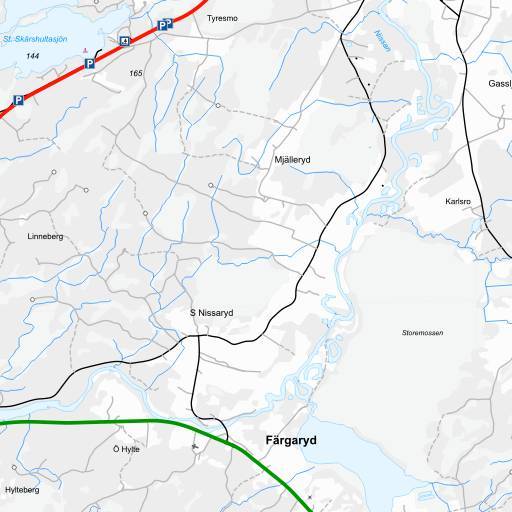 Tyresmo
St. Skärshultasjön
144
P
P
Nissan
P
165
Gassl
P
Mjälleryd
Karlsro
Linneberg
S Nissaryd
Storemossen
Färgaryd
Ö Hylte
Hylteberg